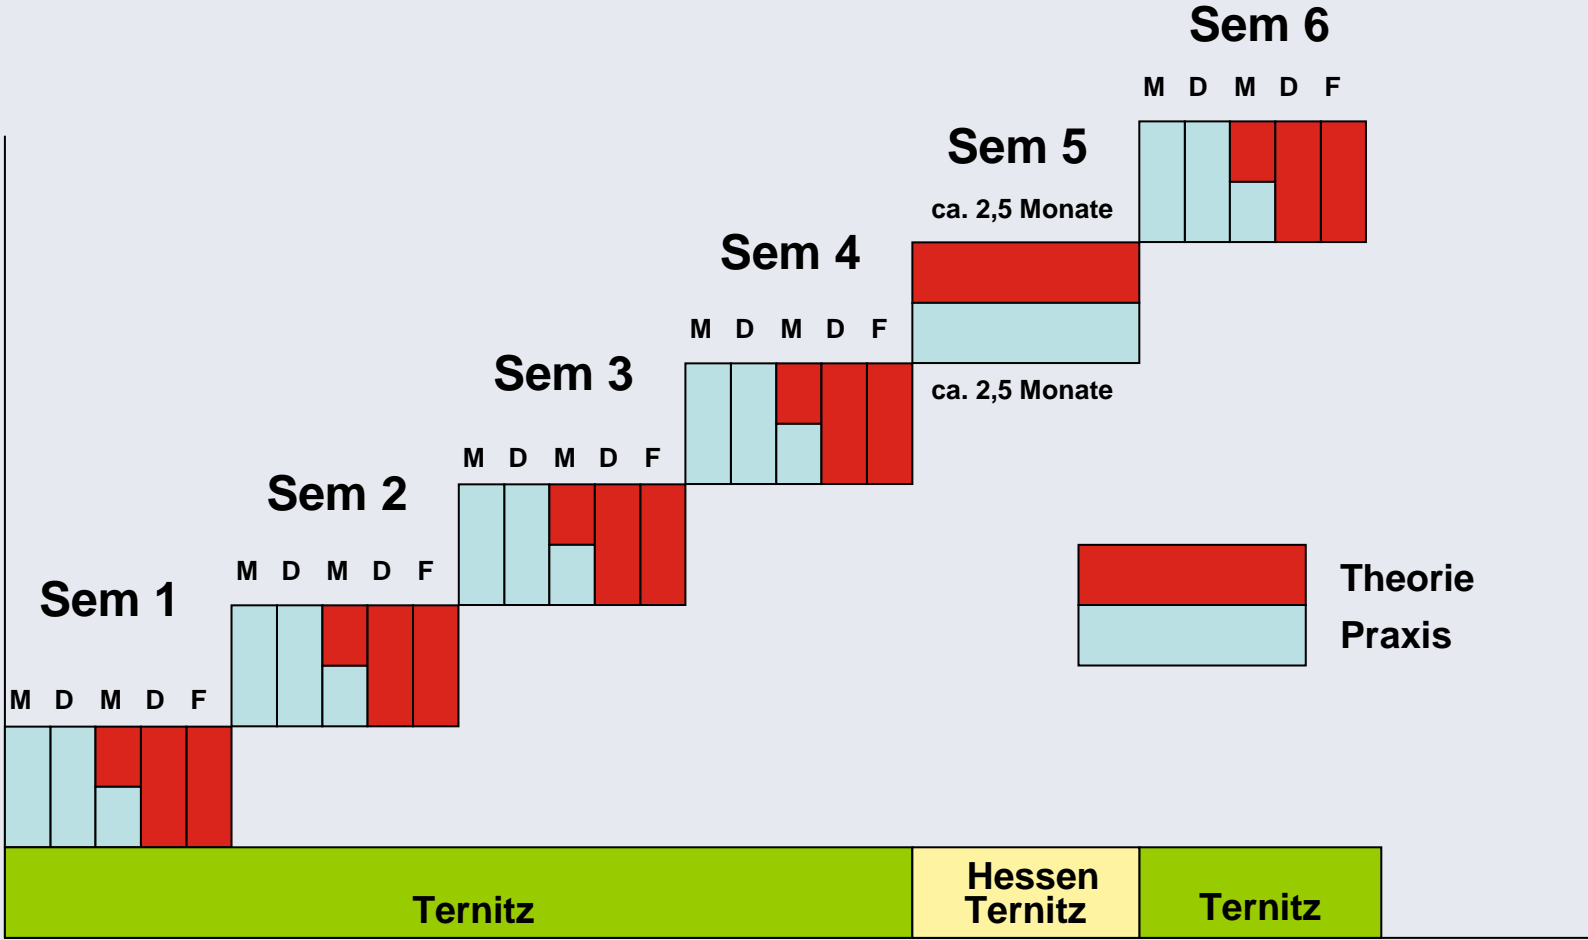 Sem 6
M D M D F
Sem 5
ca. 2,5 Monate
Sem 4
M D M D F
ca. 2,5 Monate
Sem 3
M D M D F
Sem 2
M D M D F
Sem 1
M D M D F
Theorie
Praxis
Ternitz
Hessen
Ternitz
Ternitz